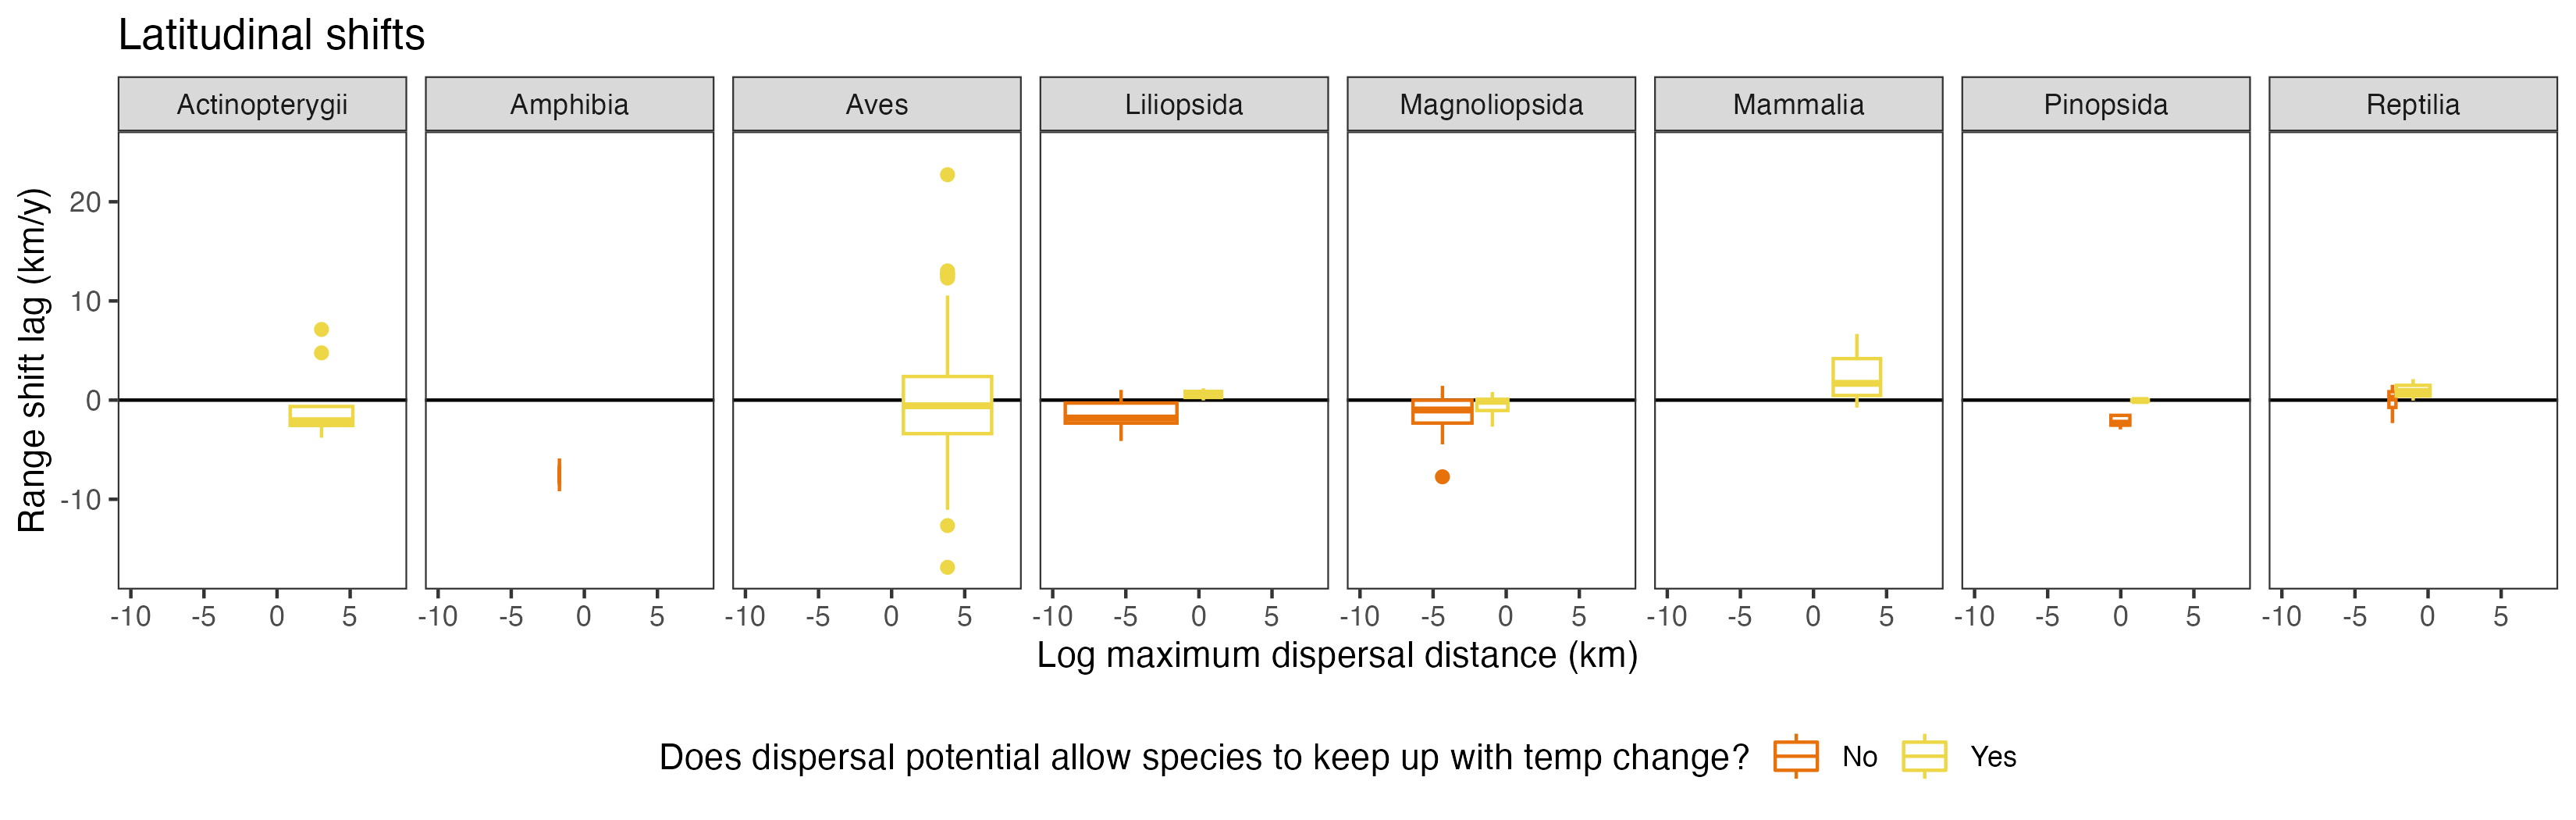 Latitudinal shifts
Actinopterygii Amphibia Aves Liliopsida Magnoliopsida Mammalia Pinopsida Reptilia
Range shift lag (km/y)
20
10
0
-10
-10 -5 0 5 -10 -5 0 5 -10 -5 0 5 -10 -5 0 5 -10 -5 0 5 -10 -5 0 5 -10 -5 0 5 -10 -5 0 5
Log maximum dispersal distance (km)
Does dispersal potential allow species to keep up with temp change? No Yes